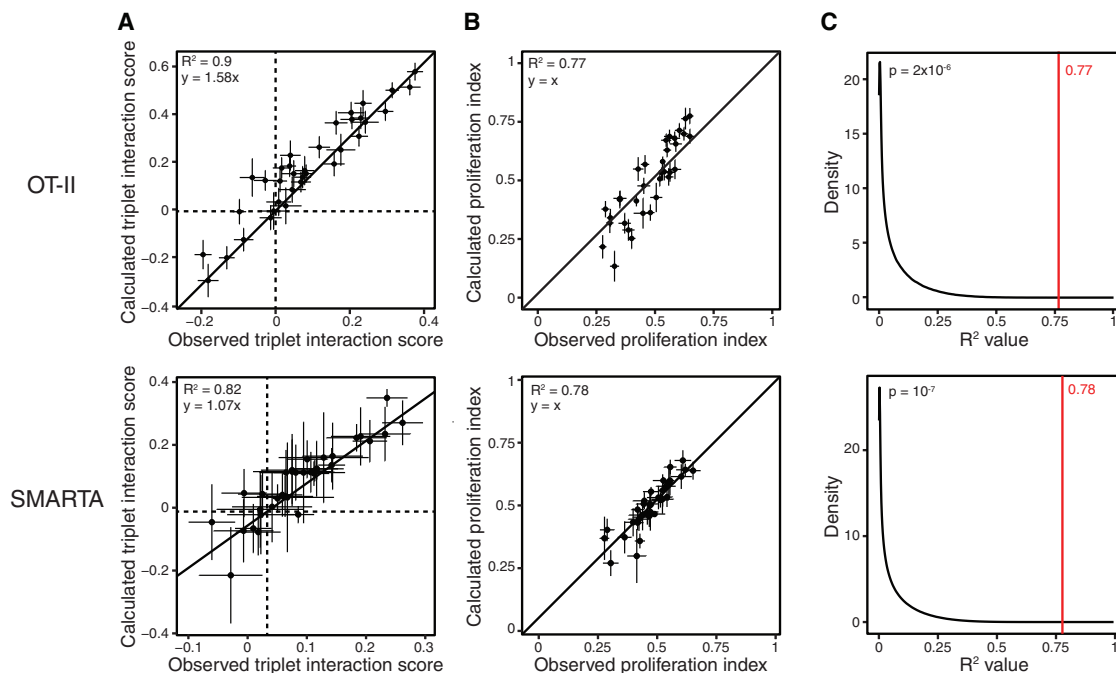 A
B
C
OT-II
Calculated triplet interaction score
0.6
0.4
0.2
0
−0.2
−0.4
R² = 0.9
y = 1.58x
−0.2
0
0.2
0.4
Observed triplet interaction score
Calculated proliferation index
1
0.75
0.5
0.25
0
R² = 0.77
y = x
0
0.25
0.5
0.75
1
Observed proliferation index
Density
20
15
10
5
0
p = 2x10⁻⁶
0.77
0
0.25
0.50
0.75
1
R² value
SMARTA
Calculated triplet interaction score
0.4
0.2
0
−0.2
−0.4
R² = 0.82
y = 1.07x
−0.1
0
0.1
0.2
0.3
Observed triplet interaction score
Calculated proliferation index
1
0.75
0.5
0.25
0
R² = 0.78
y = x
0
0.25
0.5
0.75
1
Observed proliferation index
Density
20
10
0
p = 10⁻⁷
0.78
0
0.25
0.50
0.75
1
R² value